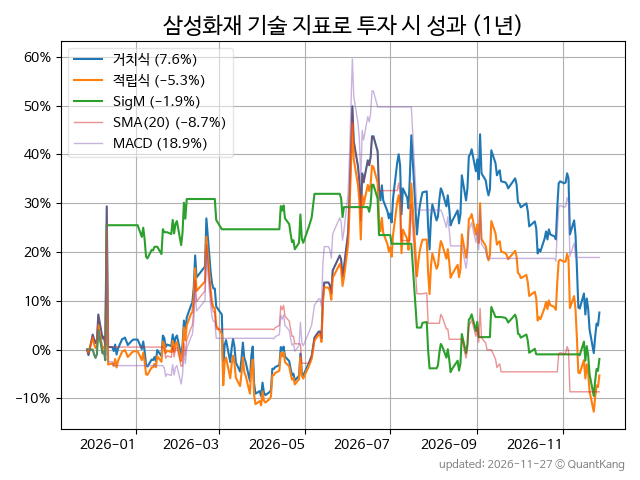 삼성화재 기술 지표로 투자 시 성과 (1년)
거치식 (7.6%)
적립식 (−5.3%)
SigM (−1.9%)
SMA(20) (−8.7%)
MACD (18.9%)
60%
50%
40%
30%
20%
10%
0%
−10%
2026-01 2026-03 2026-05 2026-07 2026-09 2026-11
updated: 2026-11-27 © QuantKang